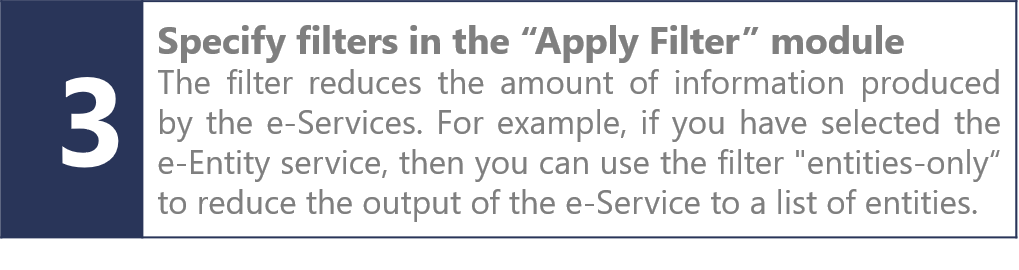 3
Specify filters in the “Apply Filter” module
The filter reduces the amount of information produced
by the e-Services. For example, if you have selected the
e-Entity service, then you can use the filter "entities-only“
to reduce the output of the e-Service to a list of entities.